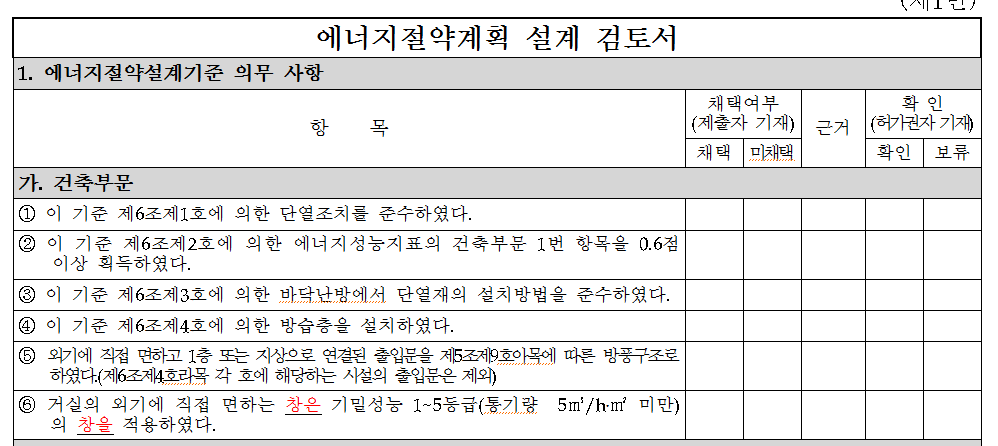 (제1면)
에너지절약계획 설계 검토서
1. 에너지절약설계기준 의무 사항
항 목
채택여부
(제출자 기재)
근거
확 인
(허가권자 기재)
채택
미채택
확인
보류
가. 건축부문
① 이 기준 제6조제1호에 의한 단열조치를 준수하였다.
② 이 기준 제6조제2호에 의한 에너지성능지표의 건축부문 1번 항목을 0.6점
이상 획득하였다.
③ 이 기준 제6조제3호에 의한 바닥난방에서 단열재의 설치방법을 준수하였다.
④ 이 기준 제6조제4호에 의한 방습층을 설치하였다.
⑤ 외기에 직접 면하고 1층 또는 지상으로 연결된 출입문을 제5조제9호아목에 따른 방풍구조로
하였다.(제6조제4호라목 각 호에 해당하는 시설의 출입문은 제외)
⑥ 거실의 외기에 직접 면하는 창은 기밀성능 1~5등급(통기량 5㎥/h·㎡ 미만)
의 창을 적용하였다.